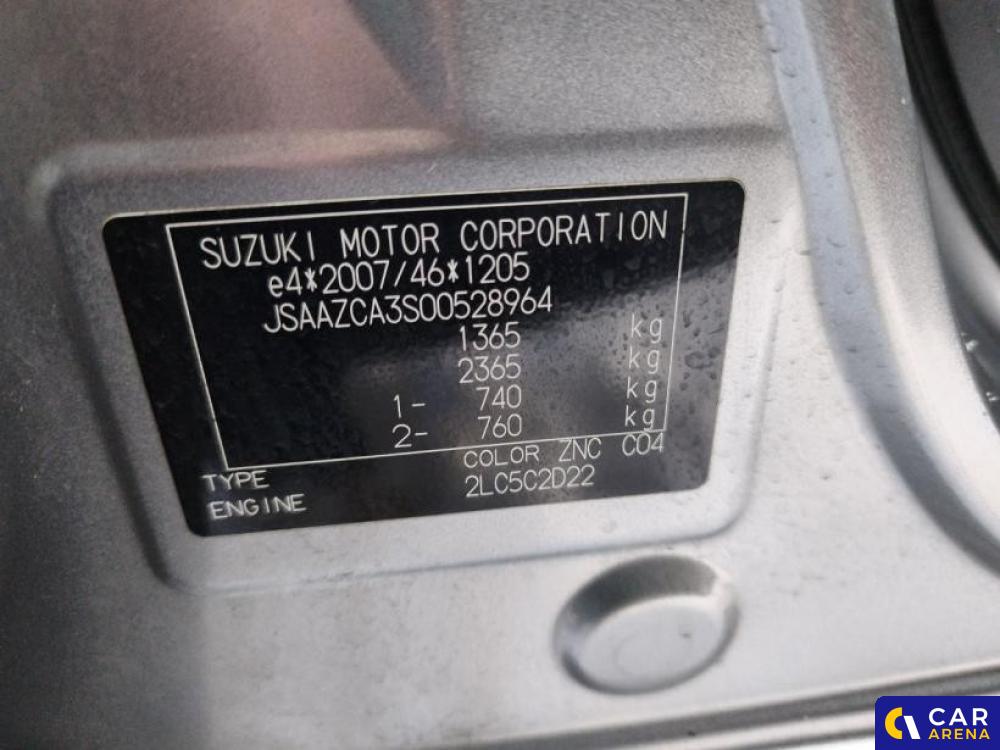 SUZUKI MOTOR CORPORATION
e4*2007/46*1205
JSAAZCA3S00528964
1365 kg
2365 kg
1- 740 kg
2- 760 kg
TYPE COLOR ZNC C04
ENGINE 2LC5C2D22
CAR
ARENA